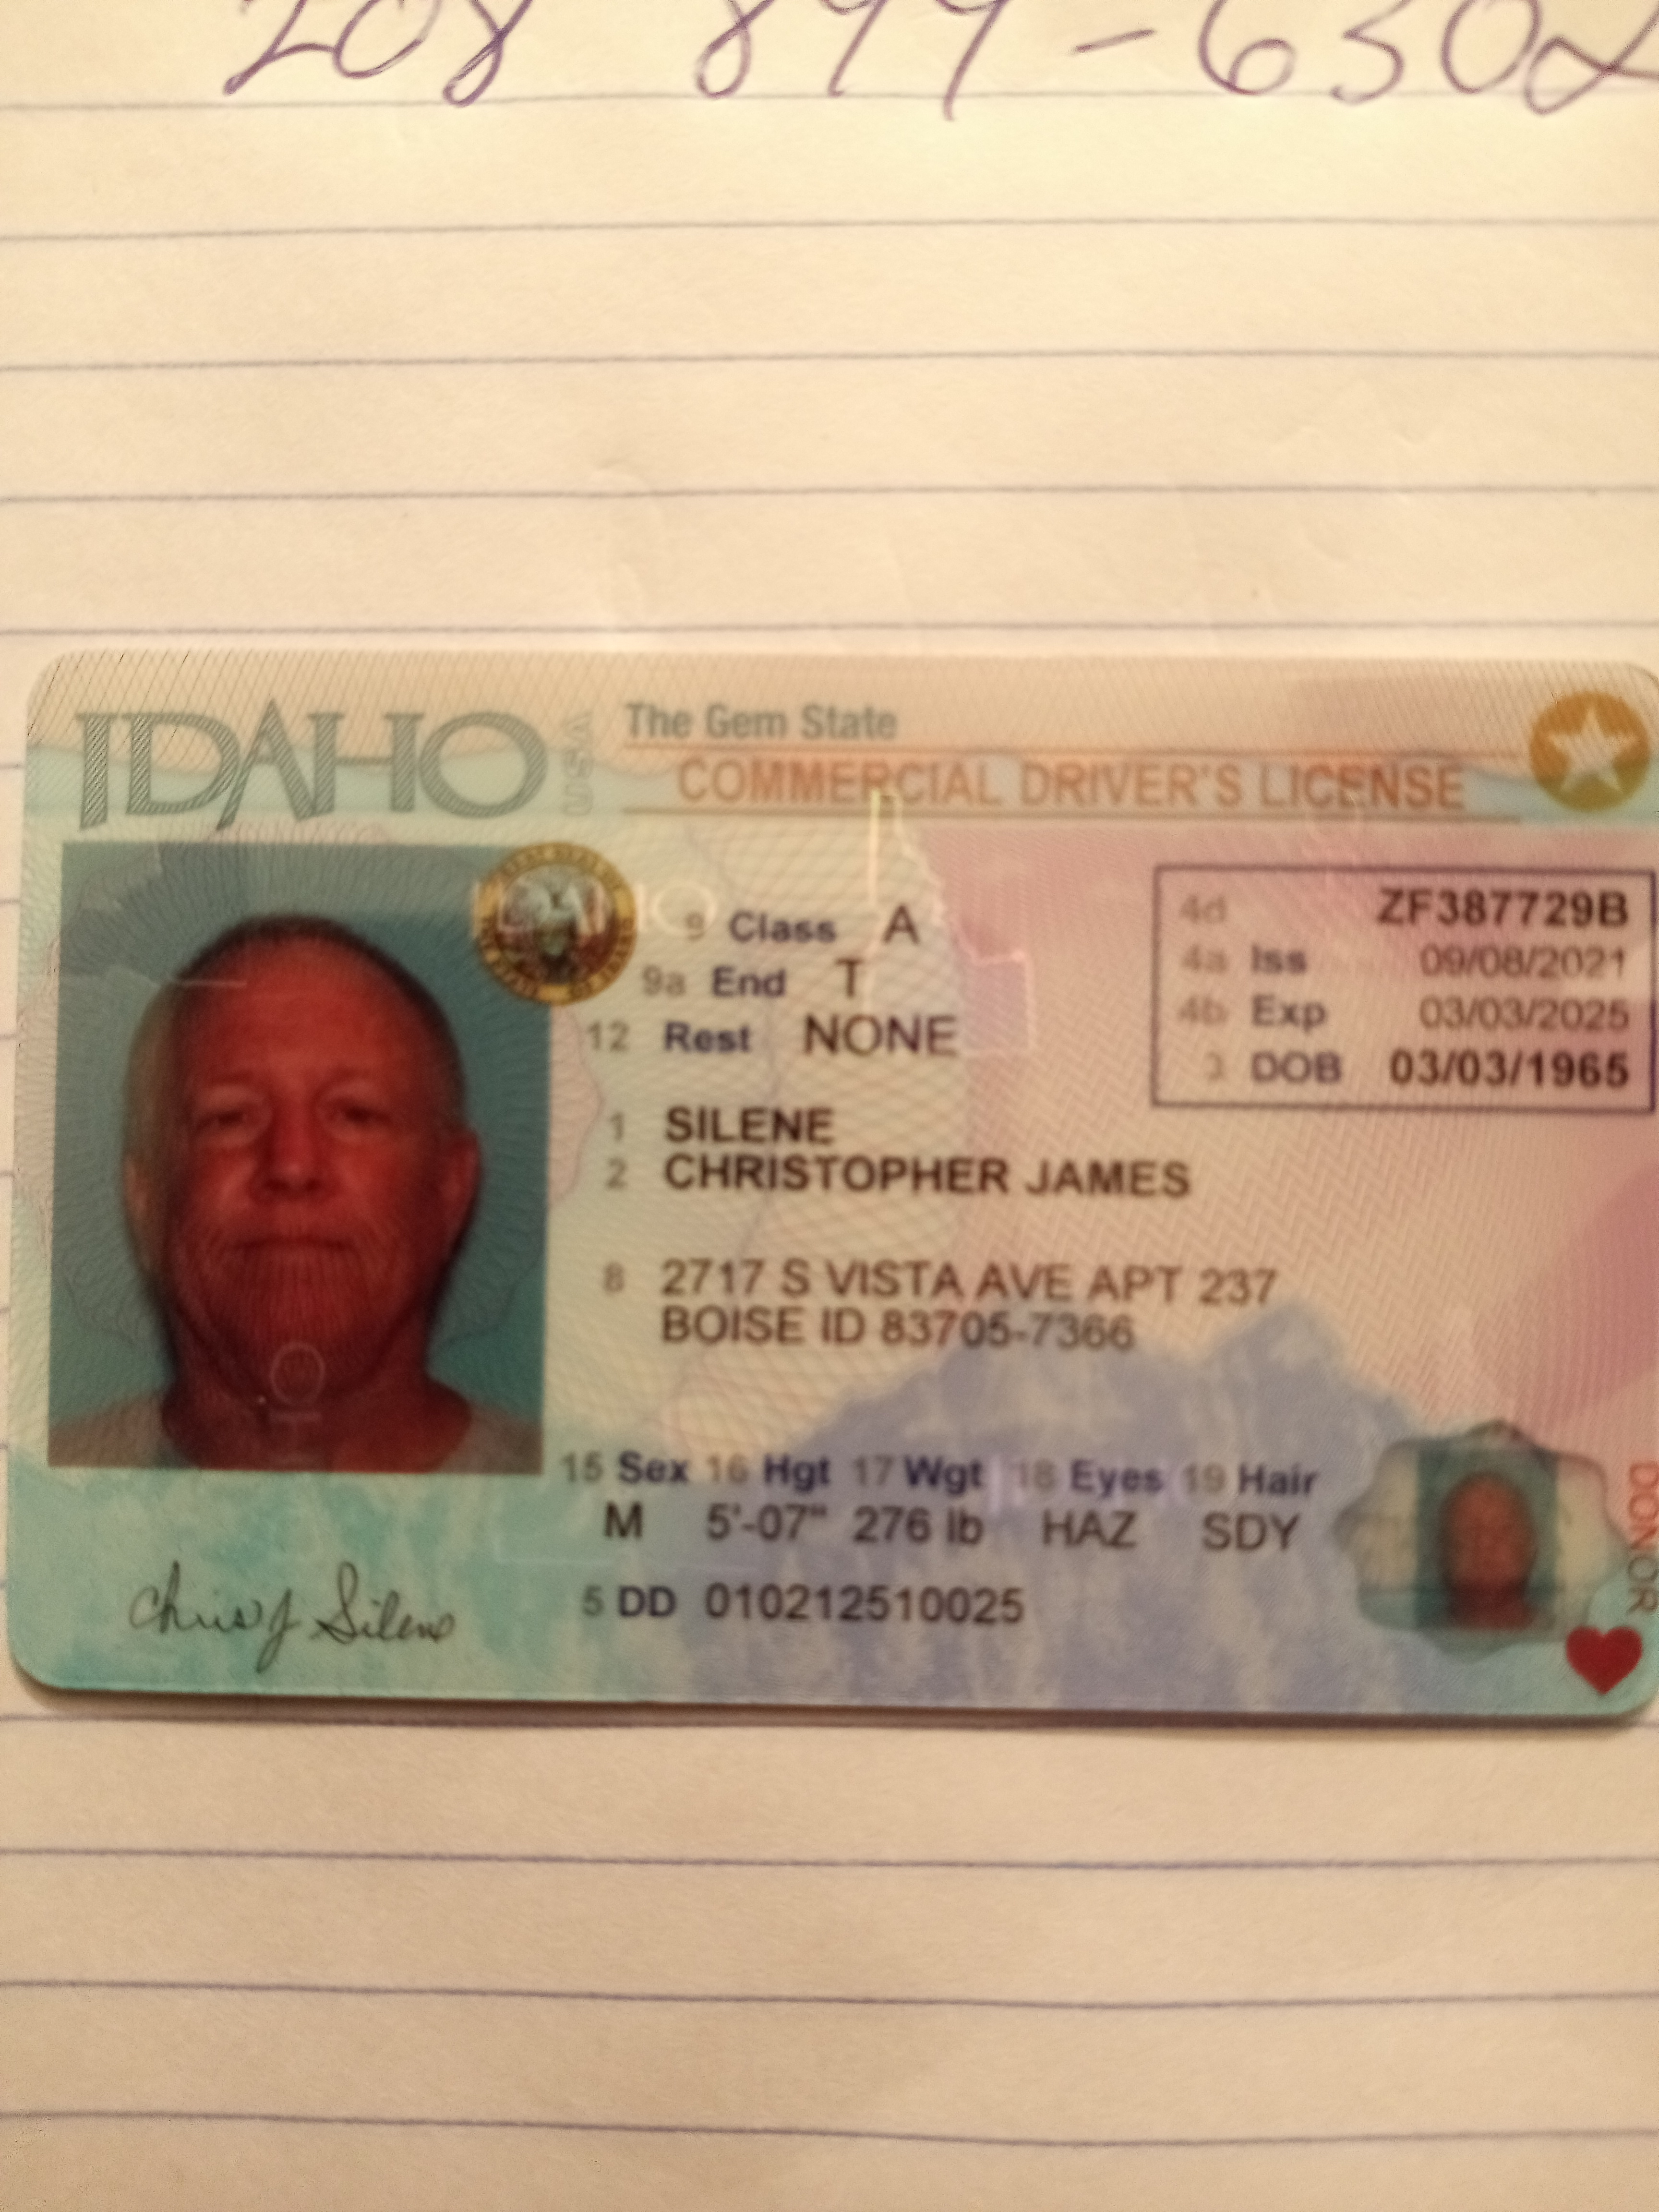 208 899-6302
IDAHO USA The Gem State
COMMERCIAL DRIVER'S LICENSE
9 Class A
9a End T
12 Rest NONE
4d ZF387729B
4a Iss 09/08/2021
4b Exp 03/03/2025
3 DOB 03/03/1965
1 SILENE
2 CHRISTOPHER JAMES
8 2717 S VISTA AVE APT 237
BOISE ID 83705-7366
15 Sex 16 Hgt 17 Wgt 18 Eyes 19 Hair
M 5'-07" 276 lb HAZ SDY
5 DD 010212510025
Chris J Silene
DONOR